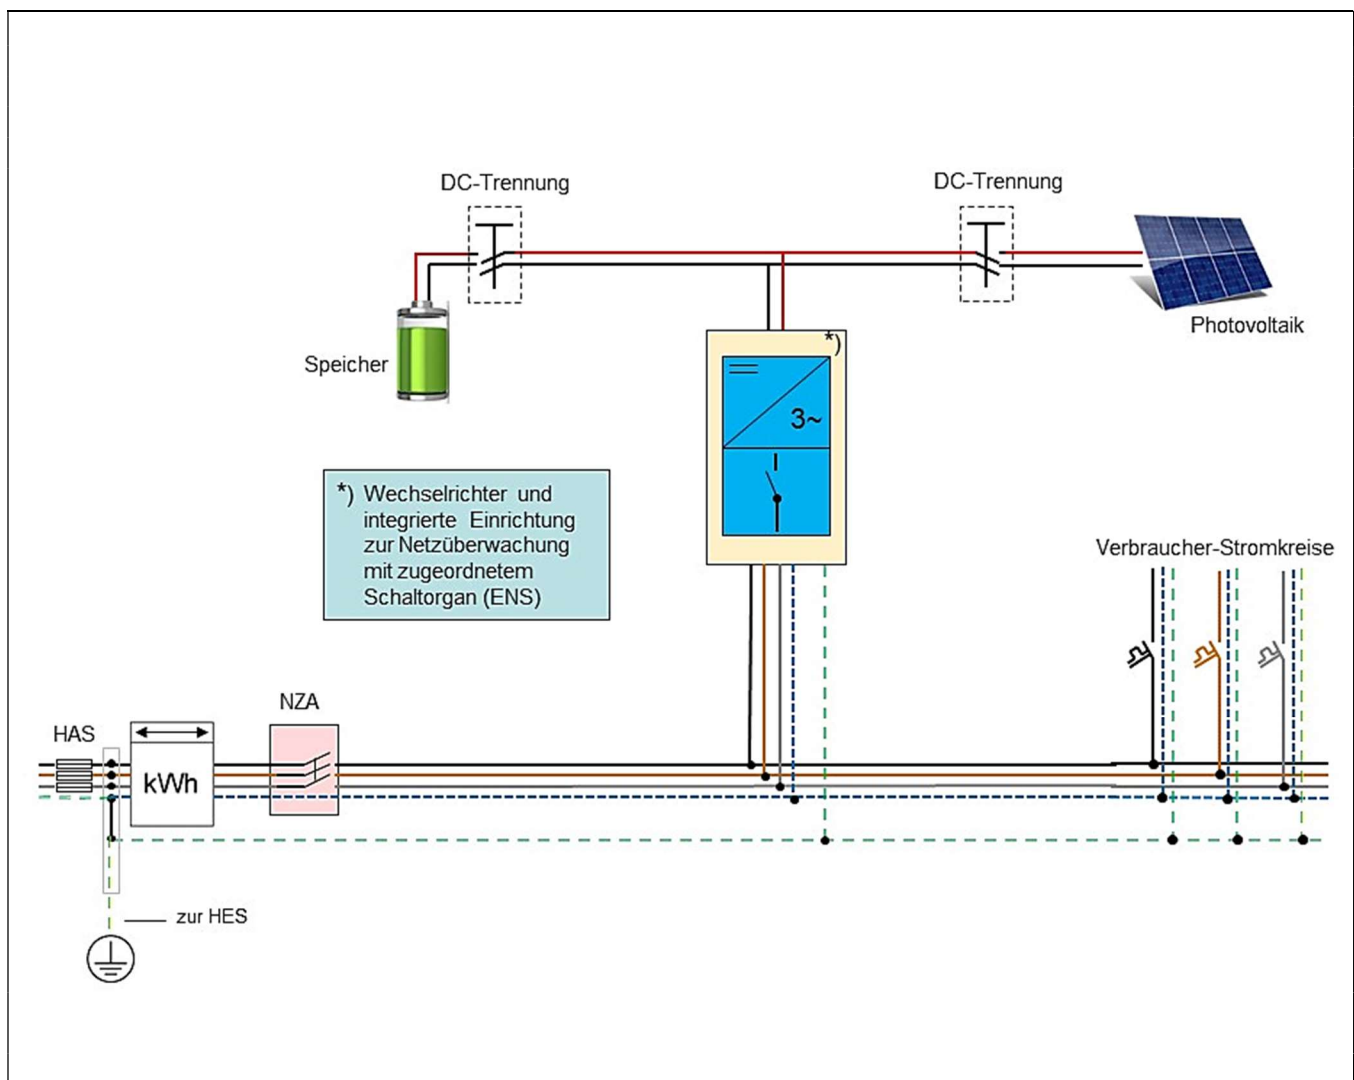 DC-Trennung
DC-Trennung
Photovoltaik
Speicher
*)
3~
*) Wechselrichter und
integrierte Einrichtung
zur Netzüberwachung
mit zugeordnetem
Schaltorgan (ENS)
Verbraucher-Stromkreise
NZA
HAS
kWh
zur HES